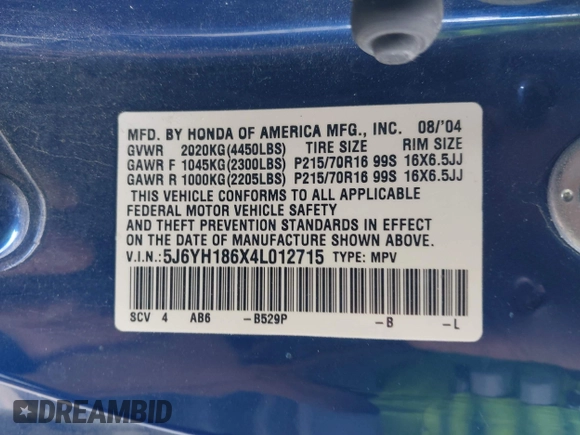 MFD. BY HONDA OF AMERICA MFG., INC. 08/'04
GVWR 2020KG(4450LBS) TIRE SIZE RIM SIZE
GAWR F 1045KG(2300LBS) P215/70R16 99S 16X6.5JJ
GAWR R 1000KG(2205LBS) P215/70R16 99S 16X6.5JJ
THIS VEHICLE CONFORMS TO ALL APPLICABLE
FEDERAL MOTOR VEHICLE SAFETY
AND THEFT PREVENTION STANDARDS IN EFFECT
ON THE DATE OF MANUFACTURE SHOWN ABOVE.
V.I.N.:5J6YH186X4L012715 TYPE: MPV
SCV 4 AB6 -B529P -B -L
DREAMBID